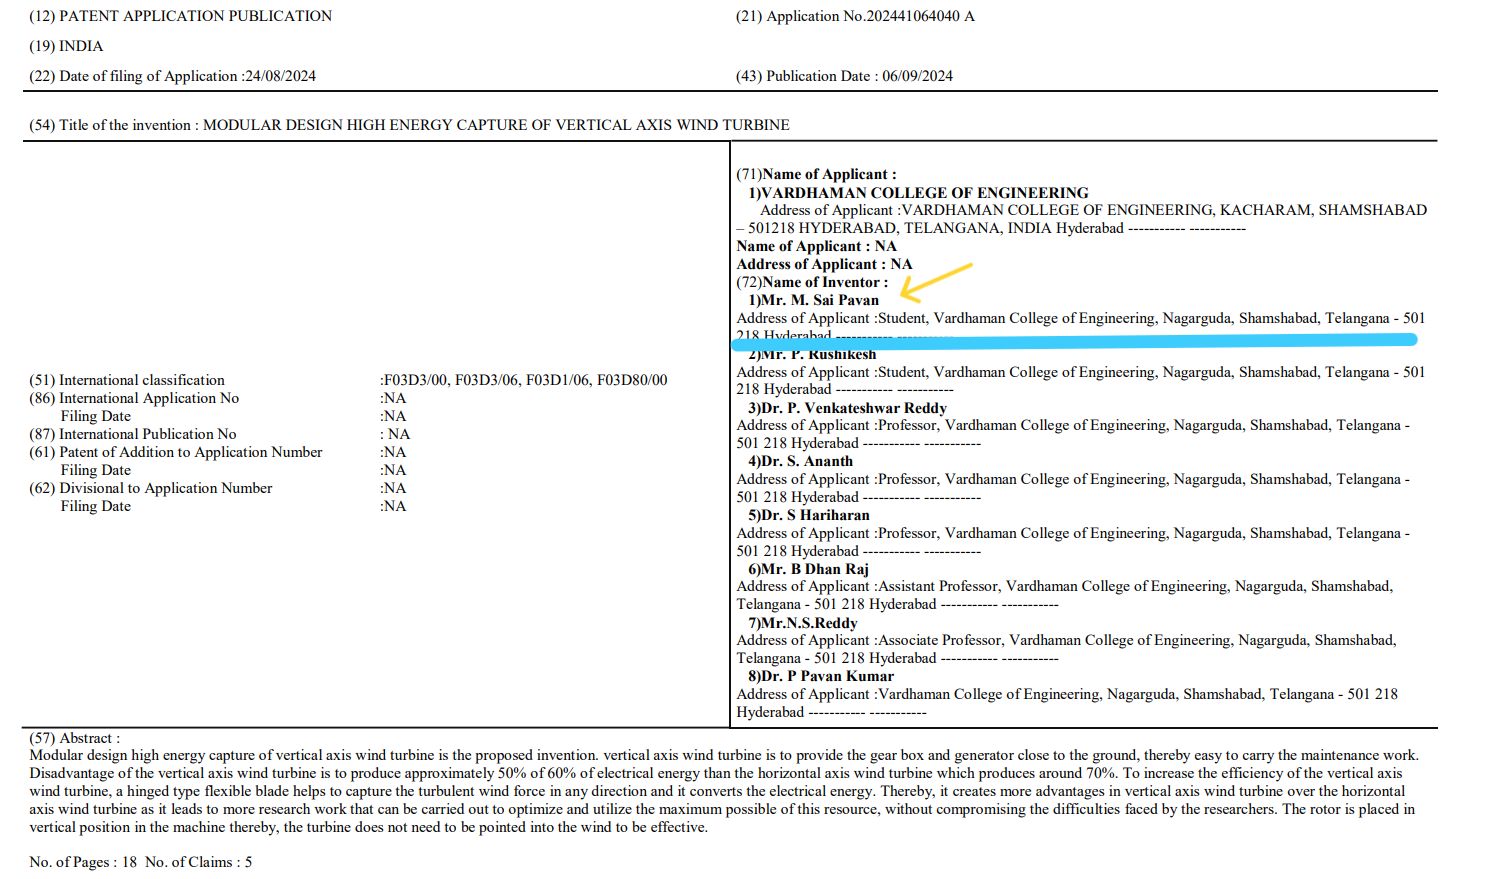 (12) PATENT APPLICATION PUBLICATION
(21) Application No.202441064040 A
(19) INDIA
(22) Date of filing of Application :24/08/2024
(43) Publication Date : 06/09/2024
(54) Title of the invention : MODULAR DESIGN HIGH ENERGY CAPTURE OF VERTICAL AXIS WIND TURBINE
(51) International classification :F03D3/00, F03D3/06, F03D1/06, F03D80/00
(86) International Application No :NA
Filing Date :NA
(87) International Publication No : NA
(61) Patent of Addition to Application Number :NA
Filing Date :NA
(62) Divisional to Application Number :NA
Filing Date :NA
(71)Name of Applicant :
1)VARDHAMAN COLLEGE OF ENGINEERING
Address of Applicant :VARDHAMAN COLLEGE OF ENGINEERING, KACHARAM, SHAMSHABAD
– 501218 HYDERABAD, TELANGANA, INDIA Hyderabad ----------- -----------
Name of Applicant : NA
Address of Applicant : NA
(72)Name of Inventor :
1)Mr. M. Sai Pavan
Address of Applicant :Student, Vardhaman College of Engineering, Nagarguda, Shamshabad, Telangana - 501
218 Hyderabad ----------- -----------
2)Mr. P. Rushikesh
Address of Applicant :Student, Vardhaman College of Engineering, Nagarguda, Shamshabad, Telangana - 501
218 Hyderabad ----------- -----------
3)Dr. P. Venkateshwar Reddy
Address of Applicant :Professor, Vardhaman College of Engineering, Nagarguda, Shamshabad, Telangana -
501 218 Hyderabad ----------- -----------
4)Dr. S. Ananth
Address of Applicant :Professor, Vardhaman College of Engineering, Nagarguda, Shamshabad, Telangana -
501 218 Hyderabad ----------- -----------
5)Dr. S Hariharan
Address of Applicant :Professor, Vardhaman College of Engineering, Nagarguda, Shamshabad, Telangana -
501 218 Hyderabad ----------- -----------
6)Mr. B Dhan Raj
Address of Applicant :Assistant Professor, Vardhaman College of Engineering, Nagarguda, Shamshabad,
Telangana - 501 218 Hyderabad ----------- -----------
7)Mr.N.S.Reddy
Address of Applicant :Associate Professor, Vardhaman College of Engineering, Nagarguda, Shamshabad,
Telangana - 501 218 Hyderabad ----------- -----------
8)Dr. P Pavan Kumar
Address of Applicant :Vardhaman College of Engineering, Nagarguda, Shamshabad, Telangana - 501 218
Hyderabad ----------- -----------
(57) Abstract :
Modular design high energy capture of vertical axis wind turbine is the proposed invention. vertical axis wind turbine is to provide the gear box and generator close to the ground, thereby easy to carry the maintenance work.
Disadvantage of the vertical axis wind turbine is to produce approximately 50% of 60% of electrical energy than the horizontal axis wind turbine which produces around 70%. To increase the efficiency of the vertical axis
wind turbine, a hinged type flexible blade helps to capture the turbulent wind force in any direction and it converts the electrical energy. Thereby, it creates more advantages in vertical axis wind turbine over the horizontal
axis wind turbine as it leads to more research work that can be carried out to optimize and utilize the maximum possible of this resource, without compromising the difficulties faced by the researchers. The rotor is placed in
vertical position in the machine thereby, the turbine does not need to be pointed into the wind to be effective.
No. of Pages : 18 No. of Claims : 5